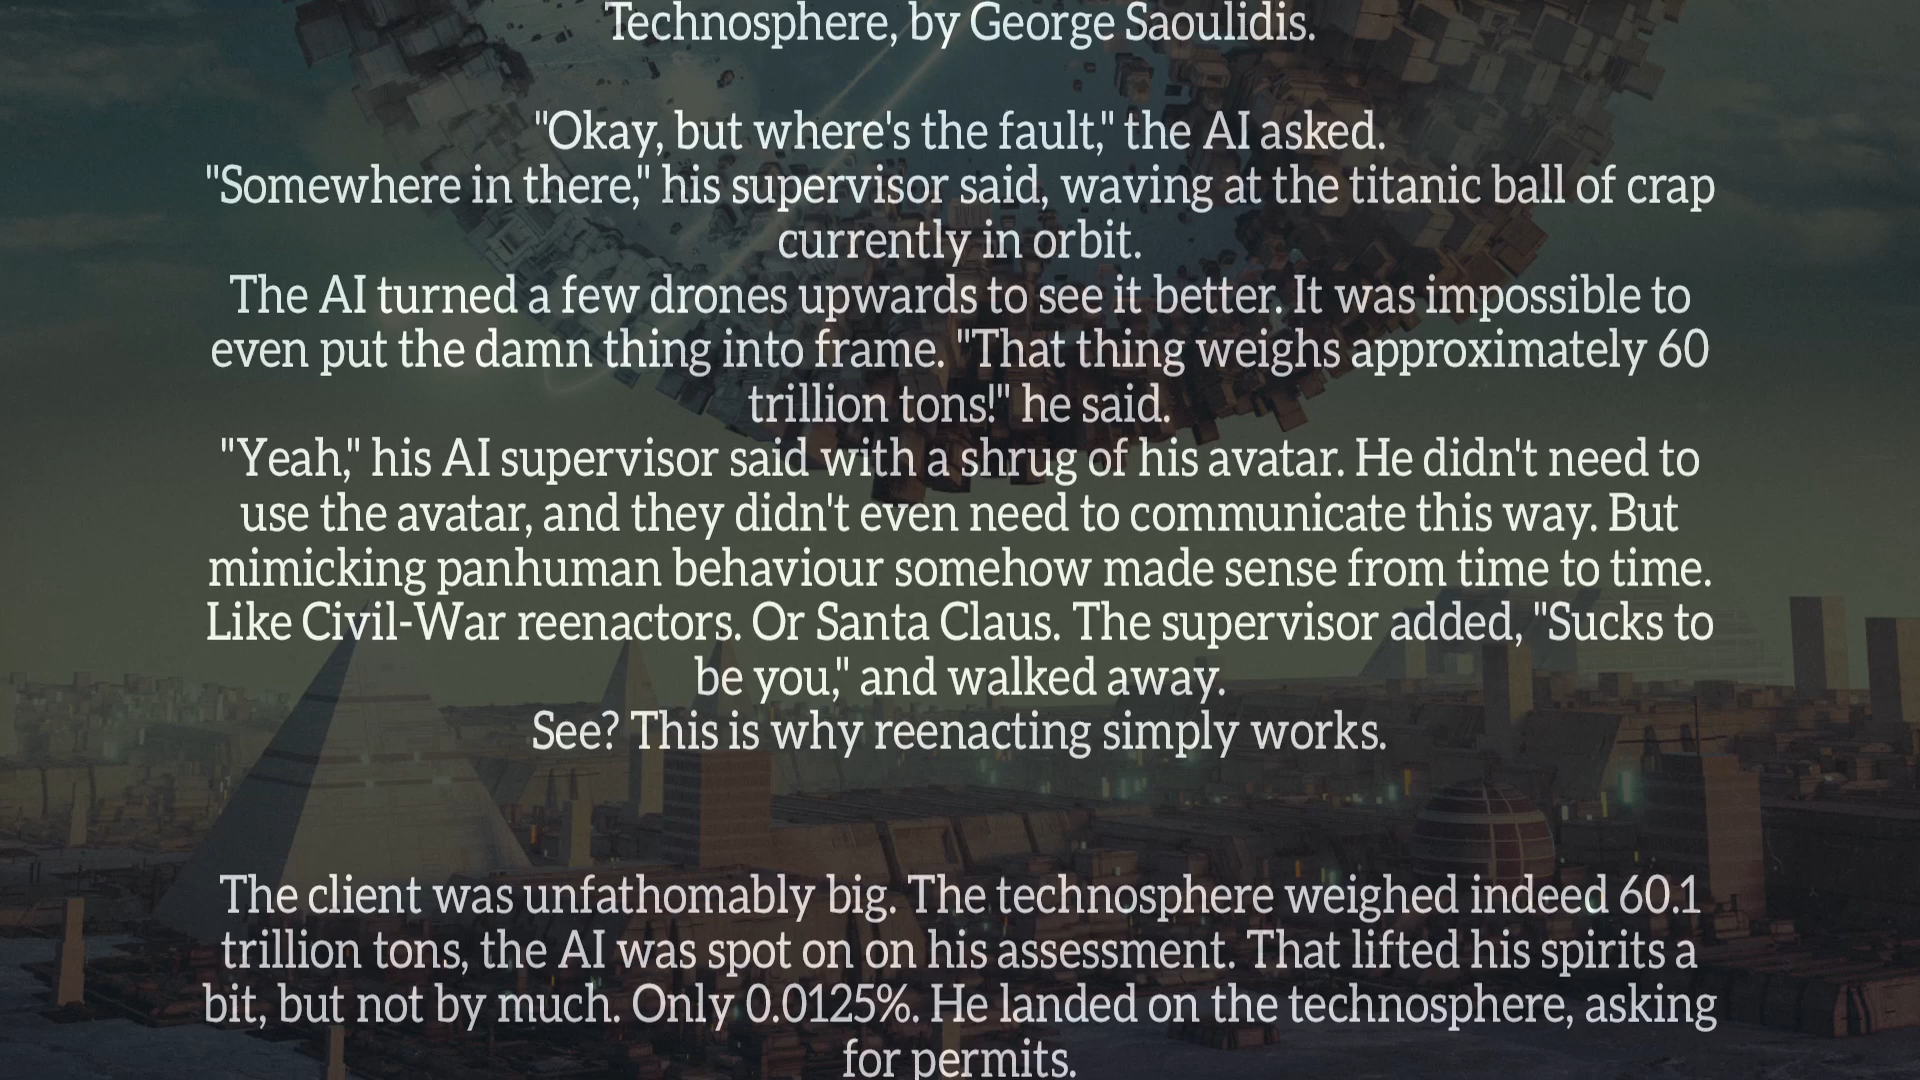 Technosphere, by George Saoulidis.
"Okay, but where's the fault," the AI asked.
"Somewhere in there," his supervisor said, waving at the titanic ball of crap
currently in orbit.
The AI turned a few drones upwards to see it better. It was impossible to
even put the damn thing into frame. "That thing weighs approximately 60
trillion tons!" he said.
"Yeah," his AI supervisor said with a shrug of his avatar. He didn't need to
use the avatar, and they didn't even need to communicate this way. But
mimicking panhuman behaviour somehow made sense from time to time.
Like Civil-War reenactors. Or Santa Claus. The supervisor added, "Sucks to
be you," and walked away.
See? This is why reenacting simply works.
The client was unfathomably big. The technosphere weighed indeed 60.1
trillion tons, the AI was spot on on his assessment. That lifted his spirits a
bit, but not by much. Only 0.0125%. He landed on the technosphere, asking
for permits.